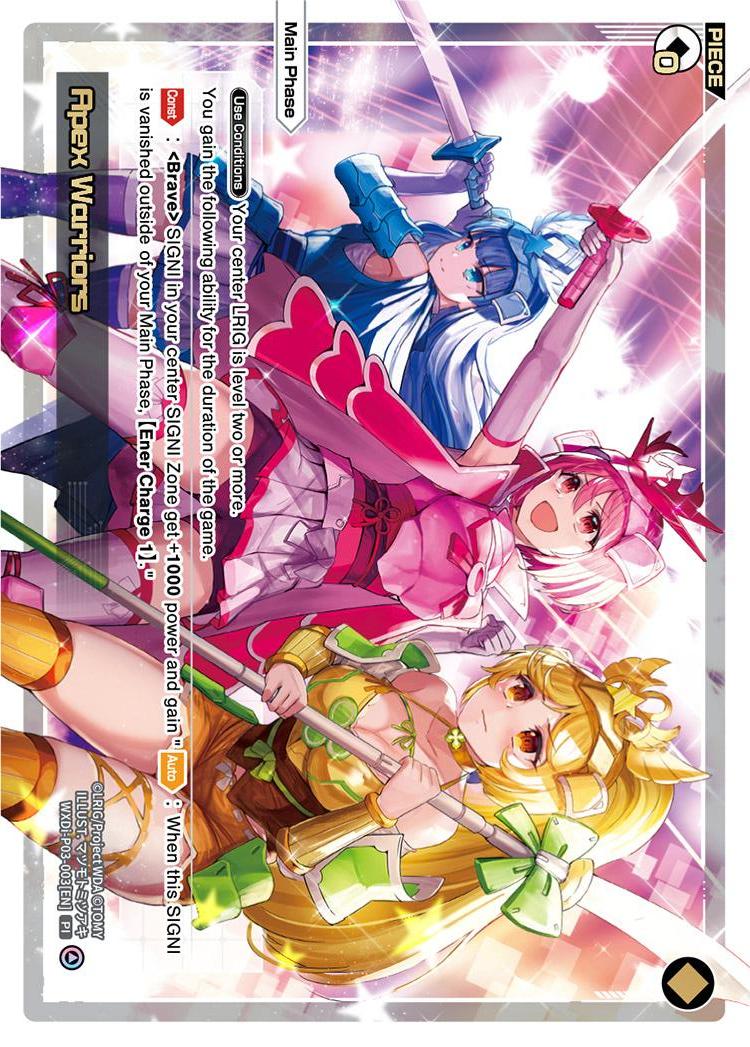 PIECE
0
Main Phase
Use Conditions Your center LRIG is level two or more.
You gain the following ability for the duration of the game.
Const : <Brave> SIGNI in your center SIGNI Zone get +1000 power and gain "Auto : When this SIGNI
is vanished outside of your Main Phase, [Ener Charge 1]."
Apex Warriors
©LRIG/Project WDA ©TOMY
ILLUST. マツモトミツアキ
WXDi-P03-003[EN] PI